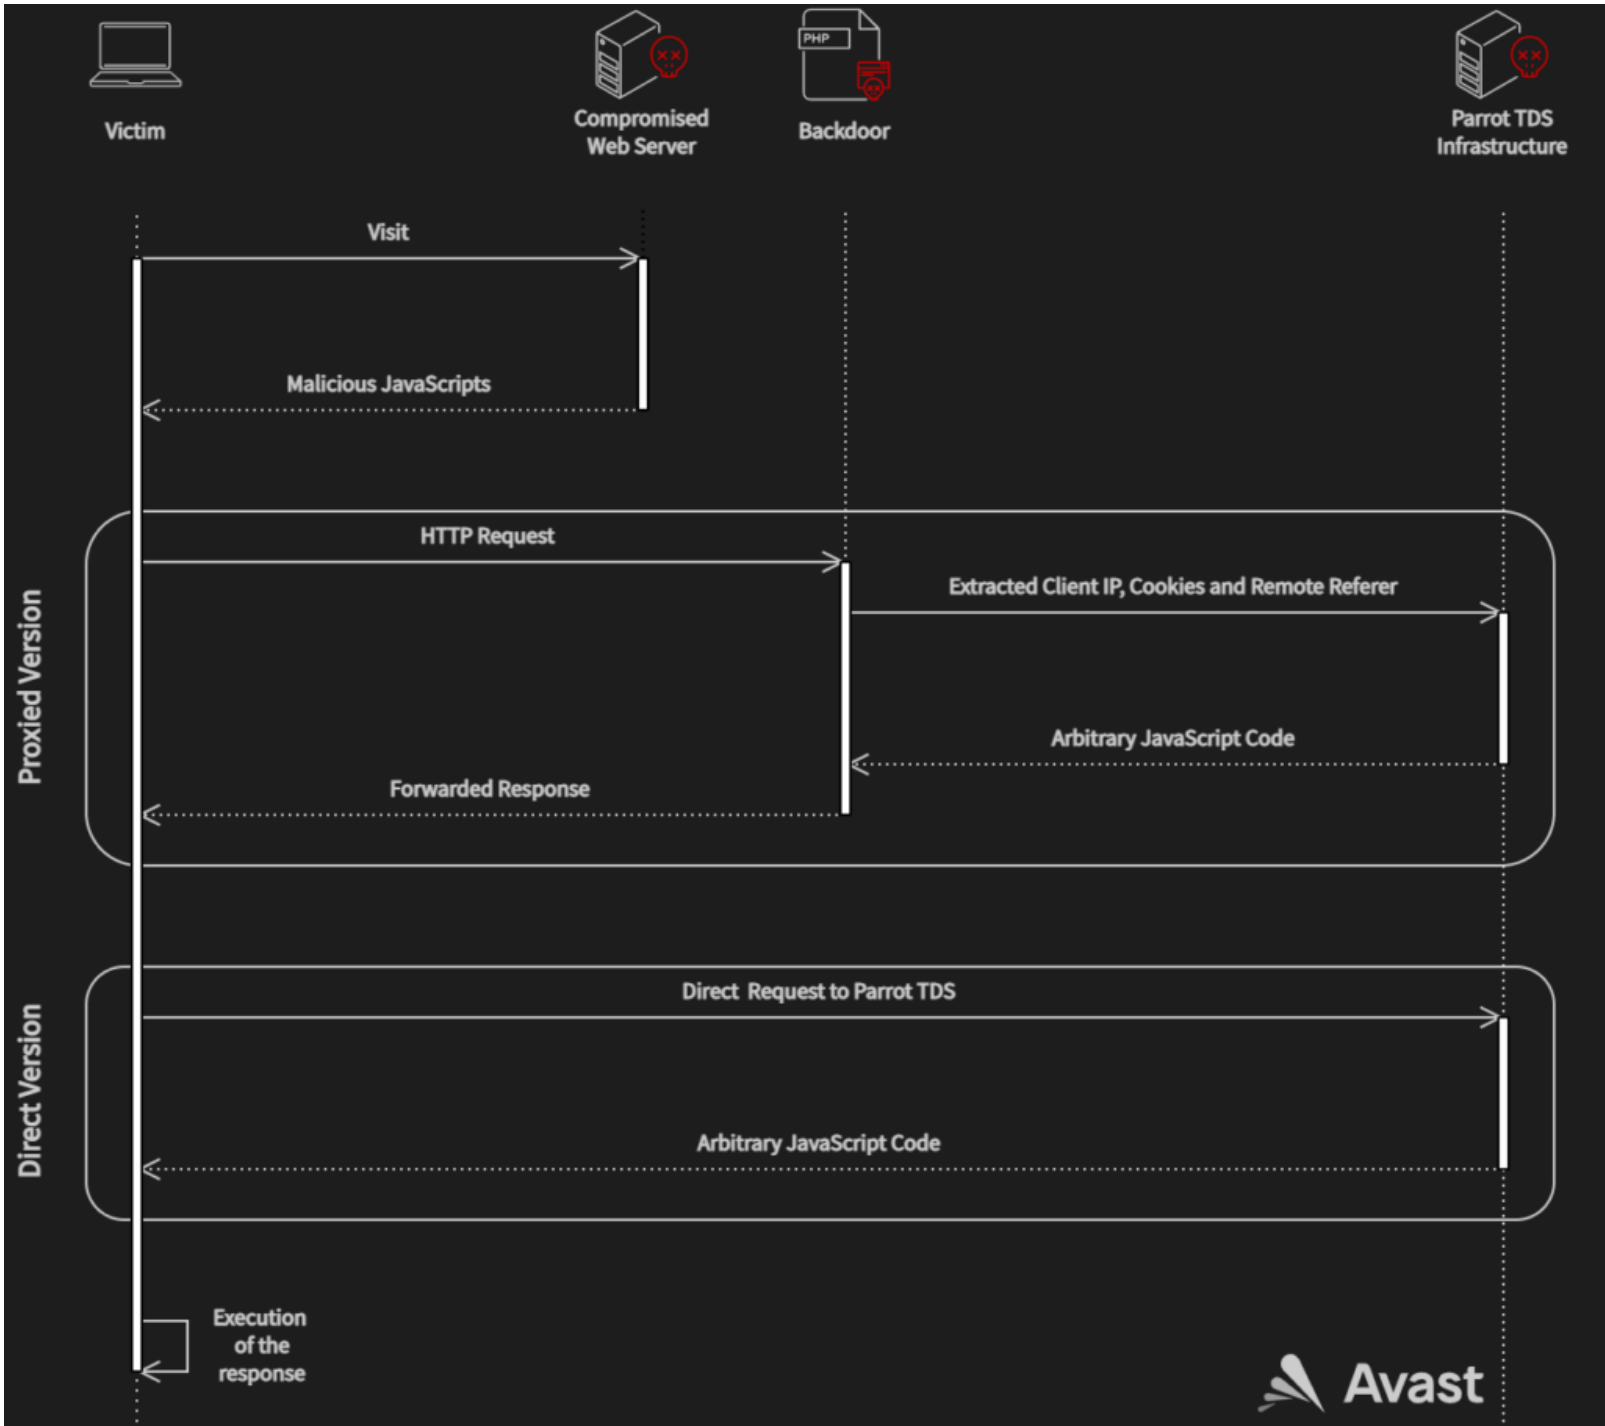 PHP
Victim
Compromised
Web Server
Backdoor
Parrot TDS
Infrastructure
Visit
Malicious JavaScripts
Proxied Version
HTTP Request
Extracted Client IP, Cookies and Remote Referer
Arbitrary JavaScript Code
Forwarded Response
Direct Version
Direct Request to Parrot TDS
Arbitrary JavaScript Code
Execution
of the
response
Avast